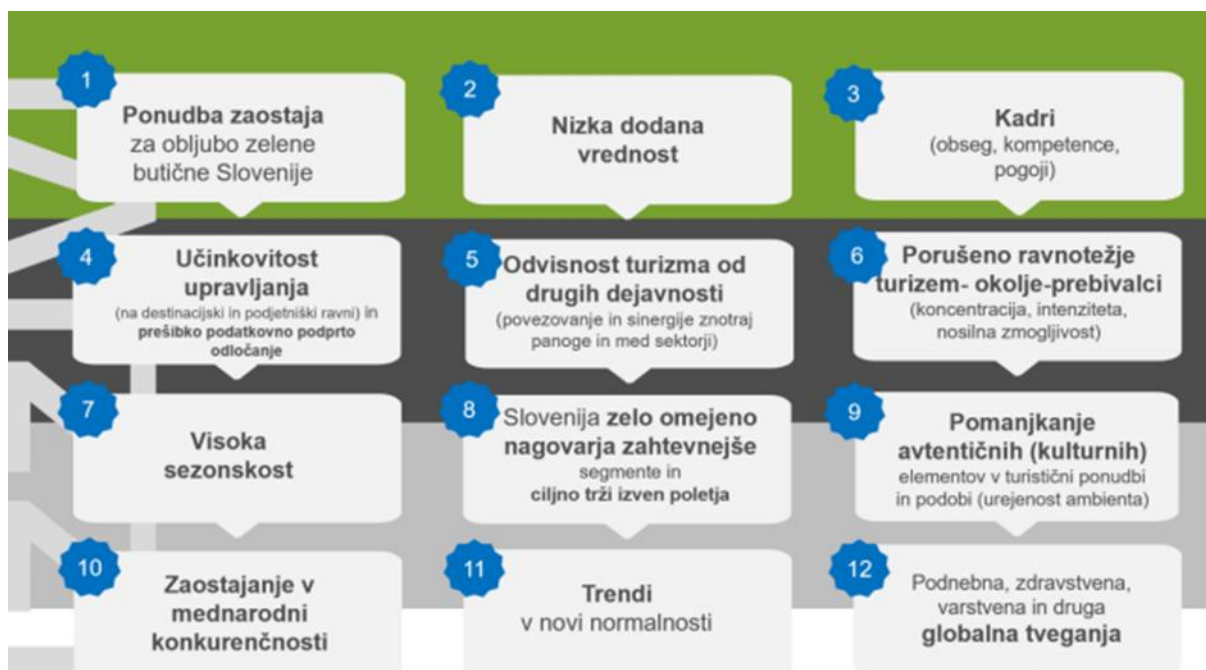 1
Ponudba zaostaja
za obljubo zelene
butične Slovenije
2
Nizka dodana
vrednost
3
Kadri
(obseg, kompetence,
pogoji)
4
Učinkovitost
upravljanja
(na destinacijski in podjetniški ravni) in
prešibko podatkovno podprto
odločanje
5
Odvisnost turizma od
drugih dejavnosti
(povezovanje in sinergije znotraj
panoge in med sektorji)
6
Porušeno ravnotežje
turizem- okolje-prebivalci
(koncentracija, intenziteta,
nosilna zmogljivost)
7
Visoka
sezonskost
8
Slovenija zelo omejeno
nagovarja zahtevnejše
segmente in
ciljno trži izven poletja
9
Pomanjkanje
avtentičnih (kulturnih)
elementov v turistični ponudbi
in podobi (urejenost ambienta)
10
Zaostajanje v
mednarodni
konkurenčnosti
11
Trendi
v novi normalnosti
12
Podnebna, zdravstvena,
varstvena in druga
globalna tveganja